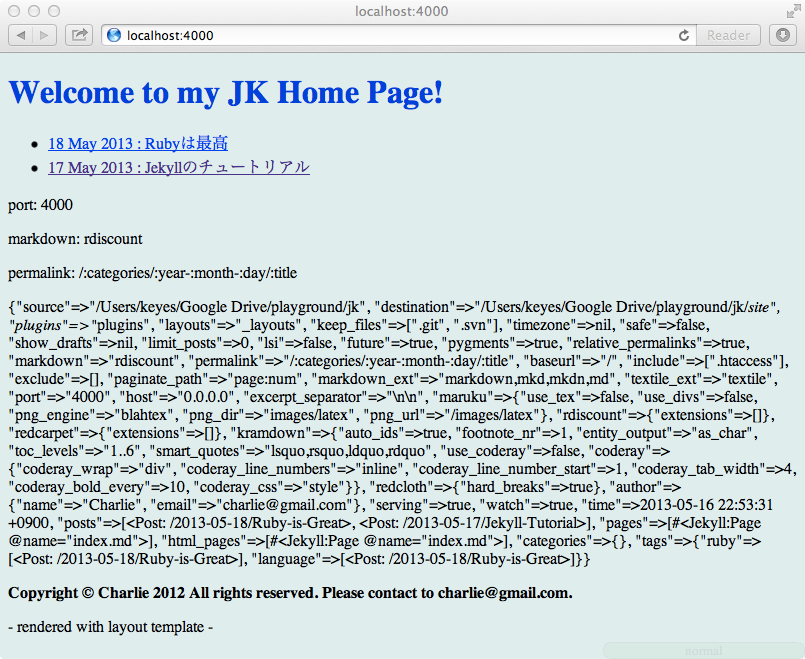 localhost:4000
localhost:4000
Reader
Welcome to my JK Home Page!
18 May 2013 : Rubyは最高
17 May 2013 : Jekyllのチュートリアル
port: 4000
markdown: rdiscount
permalink: /:categories/:year-:month-:day/:title
{"source"=>"/Users/keyes/Google Drive/playground/jk", "destination"=>"/Users/keyes/Google Drive/playground/jk/site",
"plugins"=>"plugins", "layouts"=>"_layouts", "keep_files"=>[".git", ".svn"], "timezone"=>nil, "safe"=>false,
"show_drafts"=>nil, "limit_posts"=>0, "lsi"=>false, "future"=>true, "pygments"=>true, "relative_permalinks"=>true,
"markdown"=>"rdiscount", "permalink"=>"/:categories/:year-:month-:day/:title", "baseurl"=>"/", "include"=>[".htaccess"],
"exclude"=>[], "paginate_path"=>"page:num", "markdown_ext"=>"markdown,mkd,mkdn,md", "textile_ext"=>"textile",
"port"=>"4000", "host"=>"0.0.0.0", "excerpt_separator"=>"\n\n", "maruku"=>{"use_tex"=>false, "use_divs"=>false,
"png_engine"=>"blahtex", "png_dir"=>"images/latex", "png_url"=>"/images/latex"}, "rdiscount"=>{"extensions"=>[]},
"redcarpet"=>{"extensions"=>[]}, "kramdown"=>{"auto_ids"=>true, "footnote_nr"=>1, "entity_output"=>"as_char",
"toc_levels"=>"1..6", "smart_quotes"=>"lsquo,rsquo,ldquo,rdquo", "use_coderay"=>false, "coderay"=>
{"coderay_wrap"=>"div", "coderay_line_numbers"=>"inline", "coderay_line_number_start"=>1, "coderay_tab_width"=>4,
"coderay_bold_every"=>10, "coderay_css"=>"style"}}, "redcloth"=>{"hard_breaks"=>true}, "author"=>
{"name"=>"Charlie", "email"=>"charlie@gmail.com"}, "serving"=>true, "watch"=>true, "time"=>2013-05-16 22:53:31
+0900, "posts"=>[<Post: /2013-05-18/Ruby-is-Great>, <Post: /2013-05-17/Jekyll-Tutorial>], "pages"=>[#<Jekyll:Page
@name="index.md">], "html_pages"=>[#<Jekyll:Page @name="index.md">], "categories"=>{}, "tags"=>{"ruby"=>
[<Post: /2013-05-18/Ruby-is-Great>], "language"=>[<Post: /2013-05-18/Ruby-is-Great>]}}
Copyright © Charlie 2012 All rights reserved. Please contact to charlie@gmail.com.
- rendered with layout template -
normal